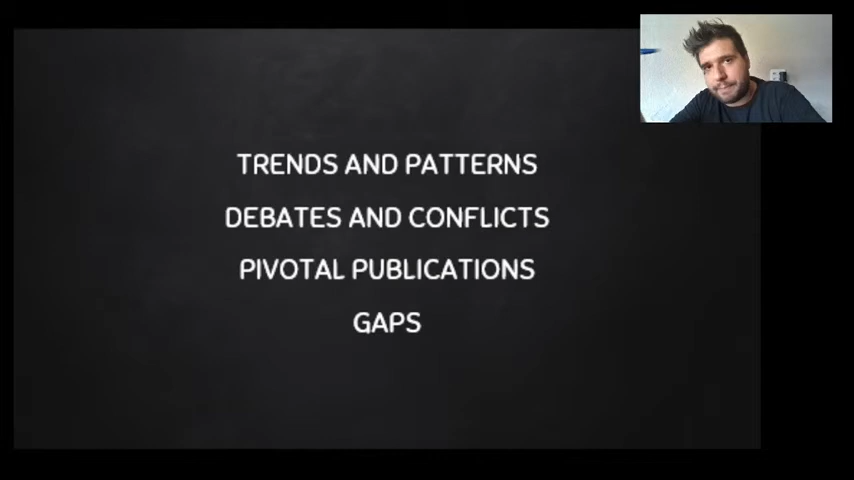 TRENDS AND PATTERNS
DEBATES AND CONFLICTS
PIVOTAL PUBLICATIONS
GAPS